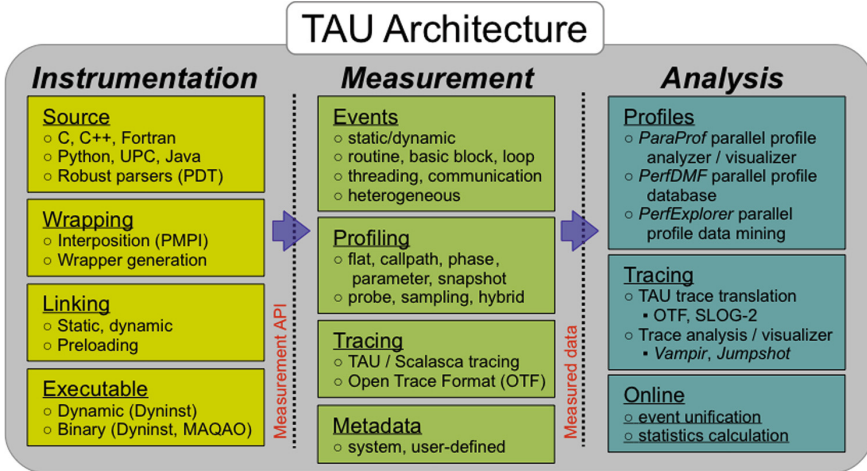 TAU Architecture
Instrumentation
Source
○ C, C++, Fortran
○ Python, UPC, Java
○ Robust parsers (PDT)
Wrapping
○ Interposition (PMPI)
○ Wrapper generation
Linking
○ Static, dynamic
○ Preloading
Executable
○ Dynamic (Dyninst)
○ Binary (Dyninst, MAQAO)
Measurement API
Measurement
Events
○ static/dynamic
○ routine, basic block, loop
○ threading, communication
○ heterogeneous
Profiling
○ flat, callpath, phase,
parameter, snapshot
○ probe, sampling, hybrid
Tracing
○ TAU / Scalasca tracing
○ Open Trace Format (OTF)
Metadata
○ system, user-defined
Measured data
Analysis
Profiles
○ ParaProf parallel profile
analyzer / visualizer
○ PerfDMF parallel profile
database
○ PerfExplorer parallel
profile data mining
Tracing
○ TAU trace translation
▪ OTF, SLOG-2
○ Trace analysis / visualizer
▪ Vampir, Jumpshot
Online
○ event unification
○ statistics calculation